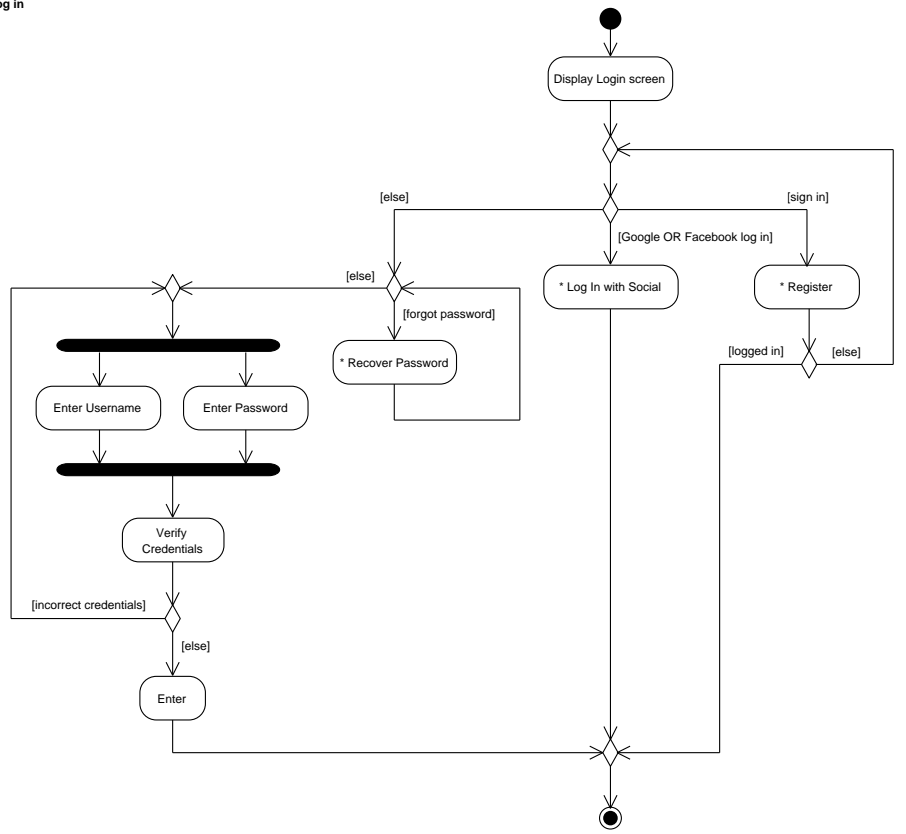 og in
Display Login screen
[else]
[sign in]
[Google OR Facebook log in]
[else]
* Log In with Social
* Register
[forgot password]
[logged in]
[else]
* Recover Password
Enter Username
Enter Password
Verify
Credentials
[incorrect credentials]
[else]
Enter